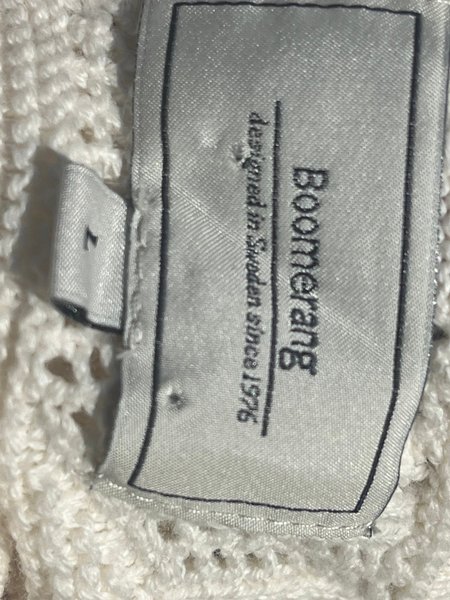 Boomerang
designed in Sweden since 1976
L